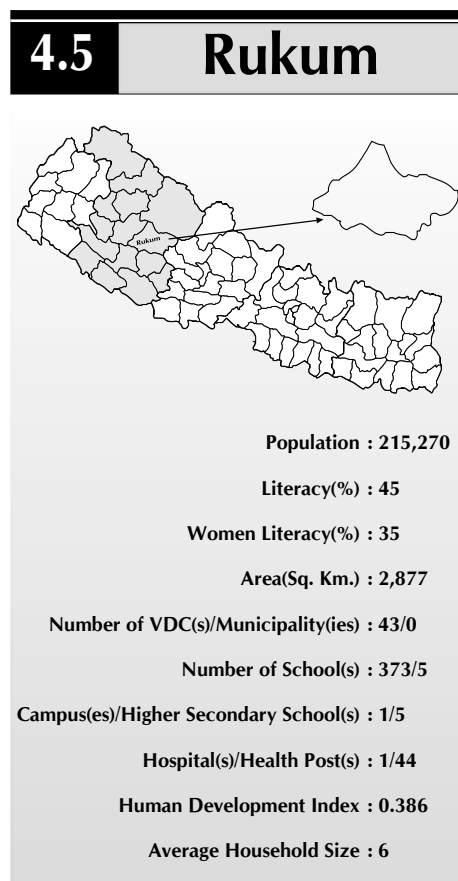 4.5 Rukum
Rukum
Population : 215,270
Literacy(%) : 45
Women Literacy(%) : 35
Area(Sq. Km.) : 2,877
Number of VDC(s)/Municipality(ies) : 43/0
Number of School(s) : 373/5
Campus(es)/Higher Secondary School(s) : 1/5
Hospital(s)/Health Post(s) : 1/44
Human Development Index : 0.386
Average Household Size : 6